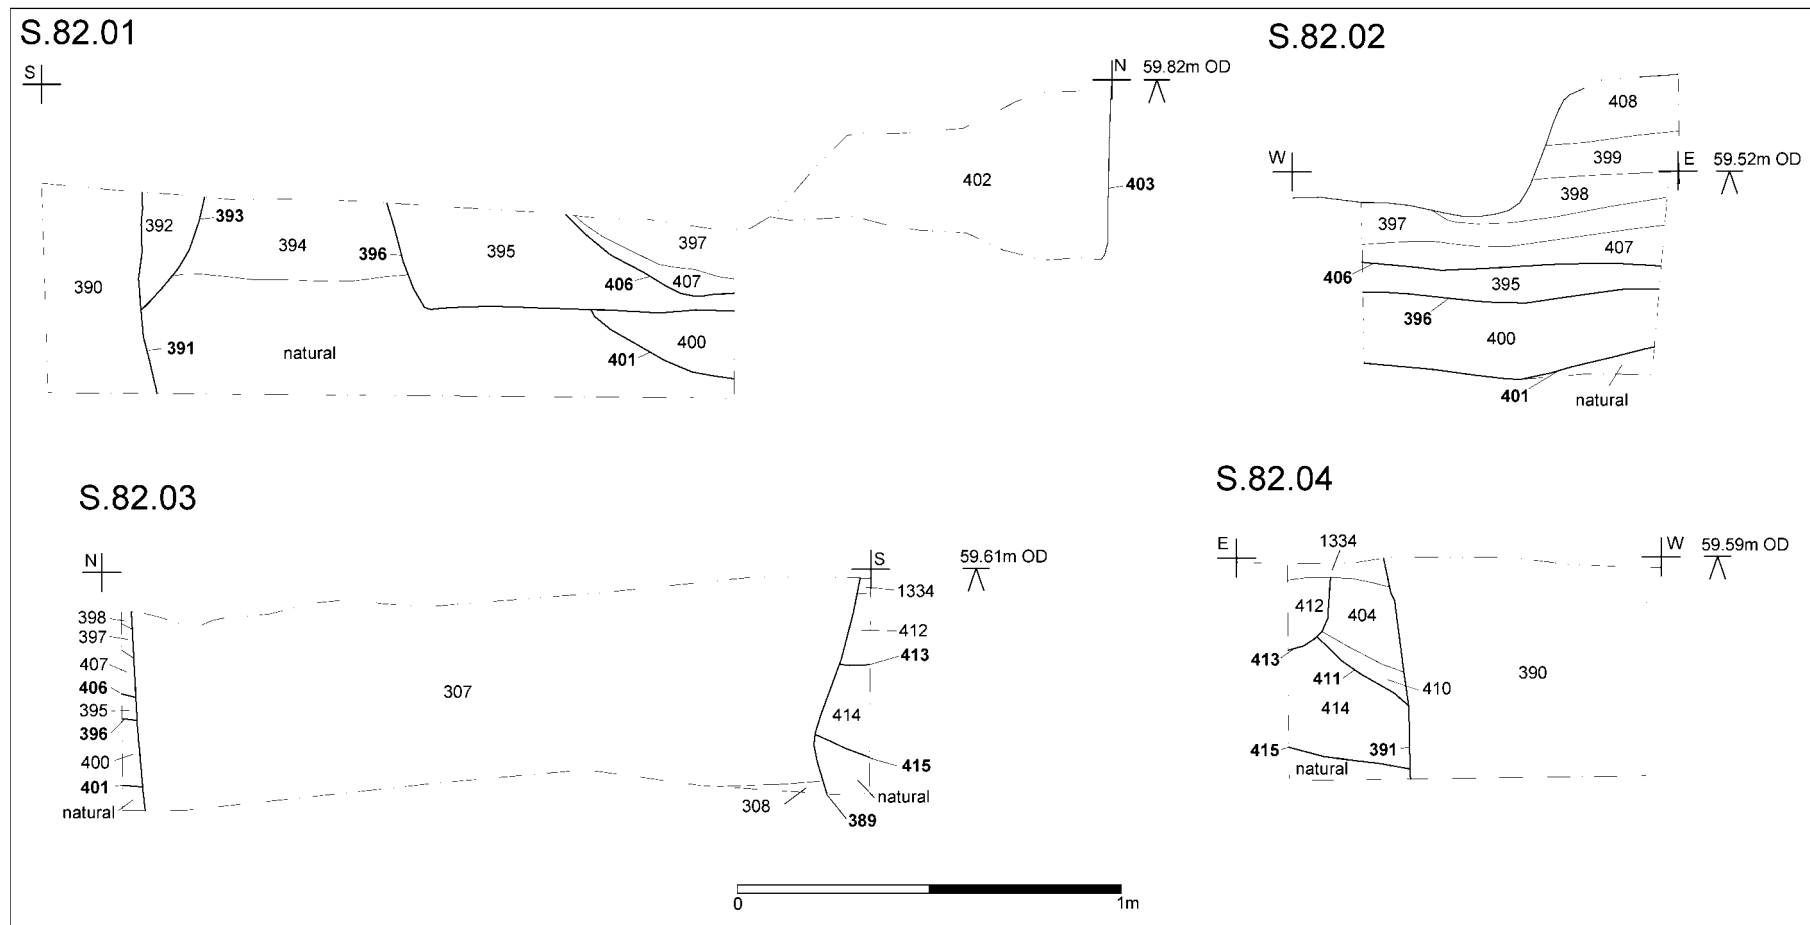 S.82.01
S
N
59.82m OD
402
403
392
393
394
396
395
397
407
406
390
391
natural
400
401
S.82.02
408
W
399
E
59.52m OD
398
397
407
406
395
396
400
401
natural
S.82.03
N
S
59.61m OD
1334
398
397
412
407
413
406
307
395
414
396
400
415
401
natural
natural
308
389
S.82.04
E
1334
W
59.59m OD
412
404
413
411
410
390
414
415
391
natural
0
1m